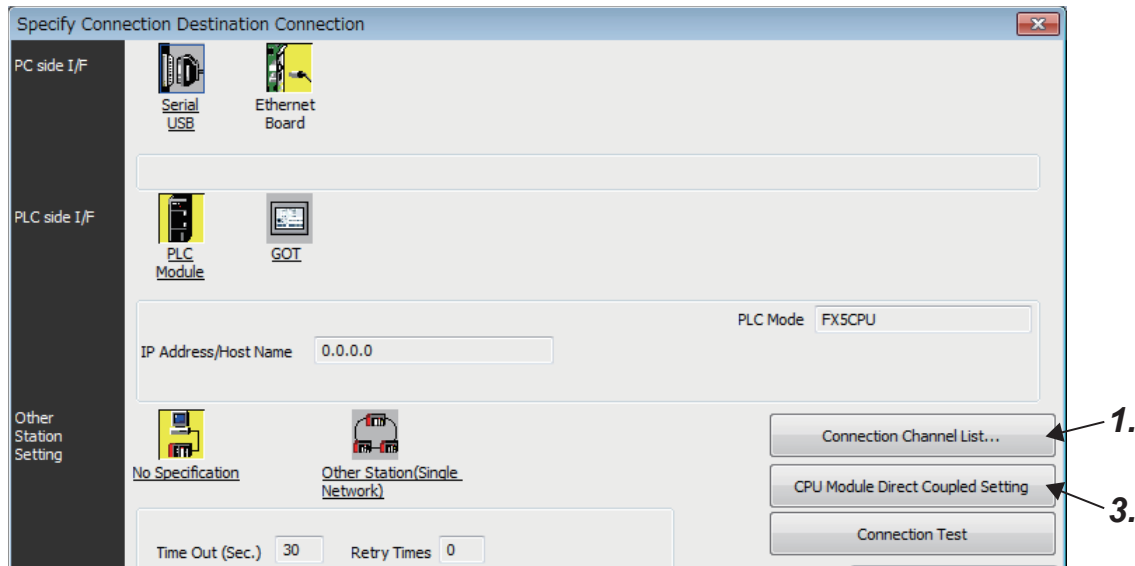 Specify Connection Destination Connection
PC side I/F
Serial
USB
Ethernet
Board
PLC side I/F
PLC
Module
GOT
PLC Mode FX5CPU
IP Address/Host Name 0.0.0.0
Other
Station
Setting
No Specification
Other Station(Single
Network)
Connection Channel List...
1.
CPU Module Direct Coupled Setting
3.
Connection Test
Time Out (Sec.) 30 Retry Times 0